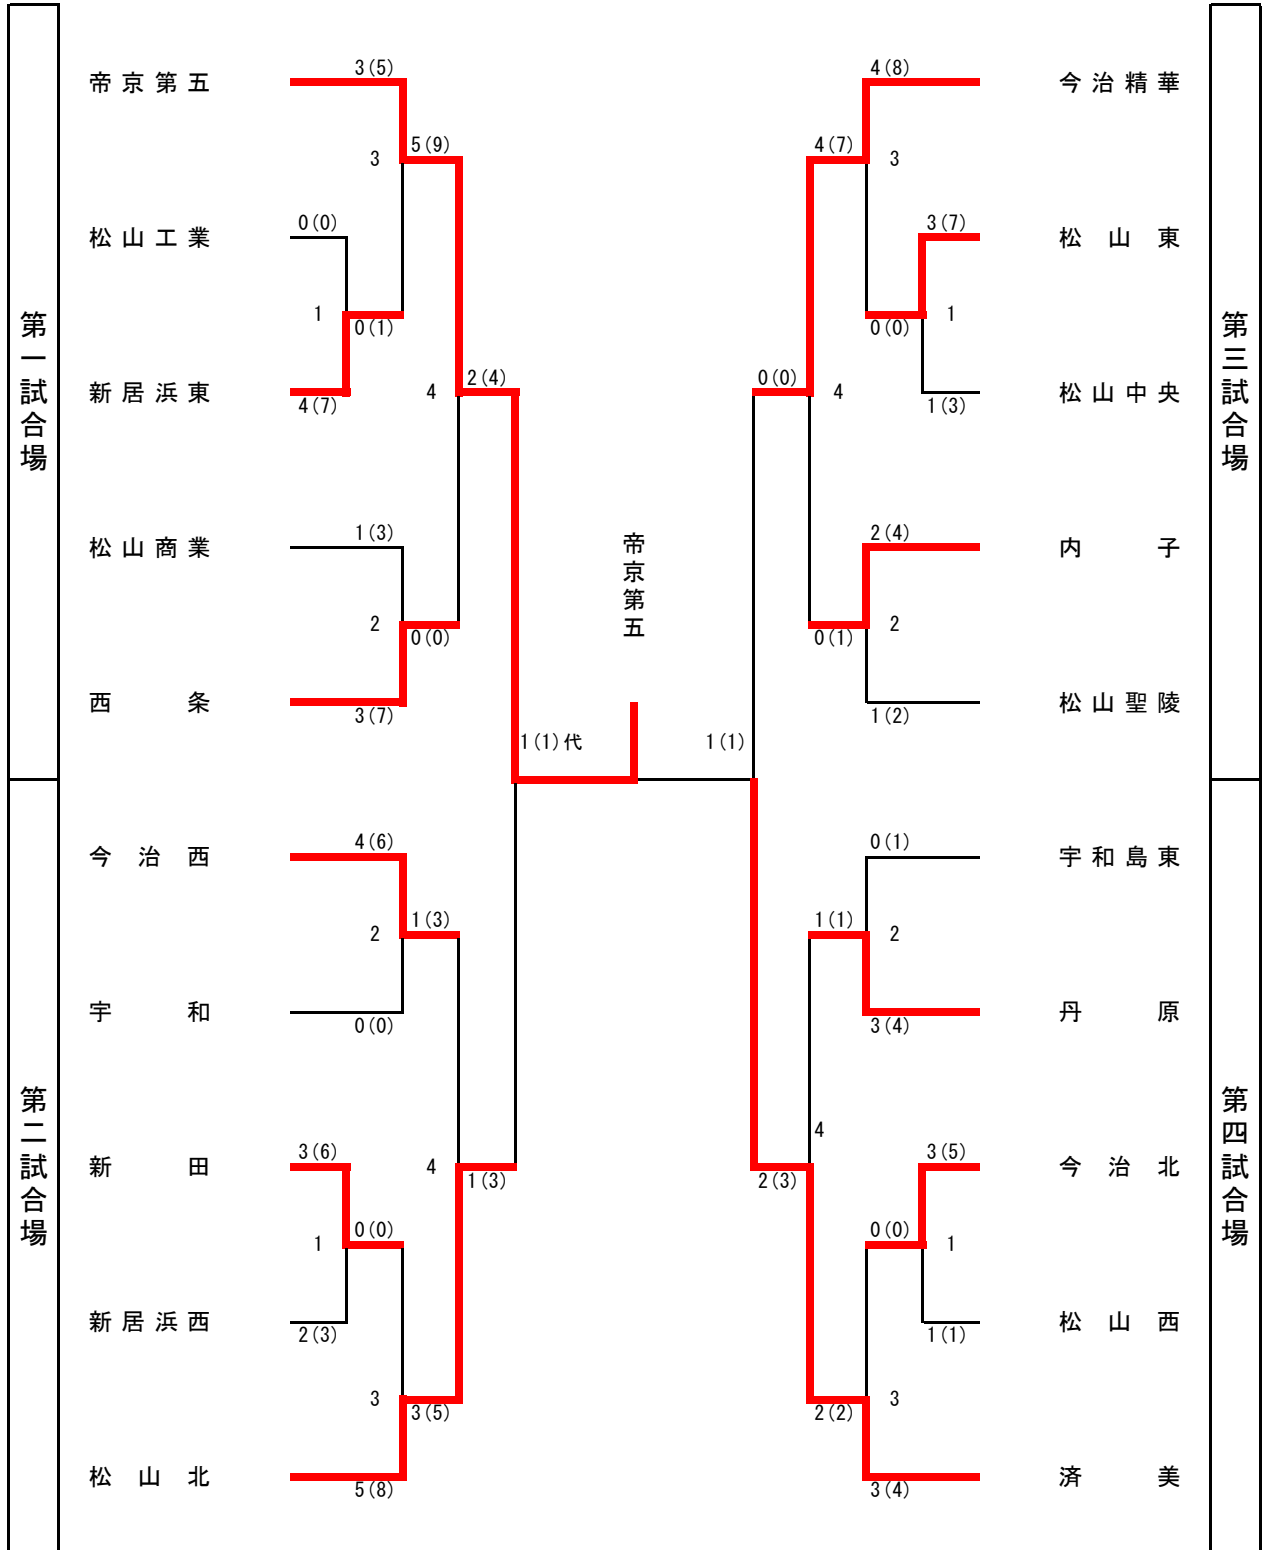 第一試合場
帝京第五
3(5)
3
5(9)
松山工業
0(0)
1
0(1)
新居浜東
4(7)
4
2(4)
松山商業
1(3)
2
0(0)
西条
3(7)
1(1)代
第二試合場
今治西
4(6)
2
1(3)
宇和
0(0)
新田
3(6)
4
1(3)
1
0(0)
新居浜西
2(3)
3
3(5)
松山北
5(8)
帝京第五
第三試合場
4(8)
今治精華
4(7)
3
3(7)
松山東
0(0)
1
0(0)
4
1(3)
松山中央
2(4)
内子
0(1)
2
1(2)
松山聖陵
1(1)
第四試合場
0(1)
宇和島東
1(1)
2
3(4)
丹原
4
2(3)
3(5)
今治北
0(0)
1
1(1)
松山西
2(2)
3
3(4)
済美